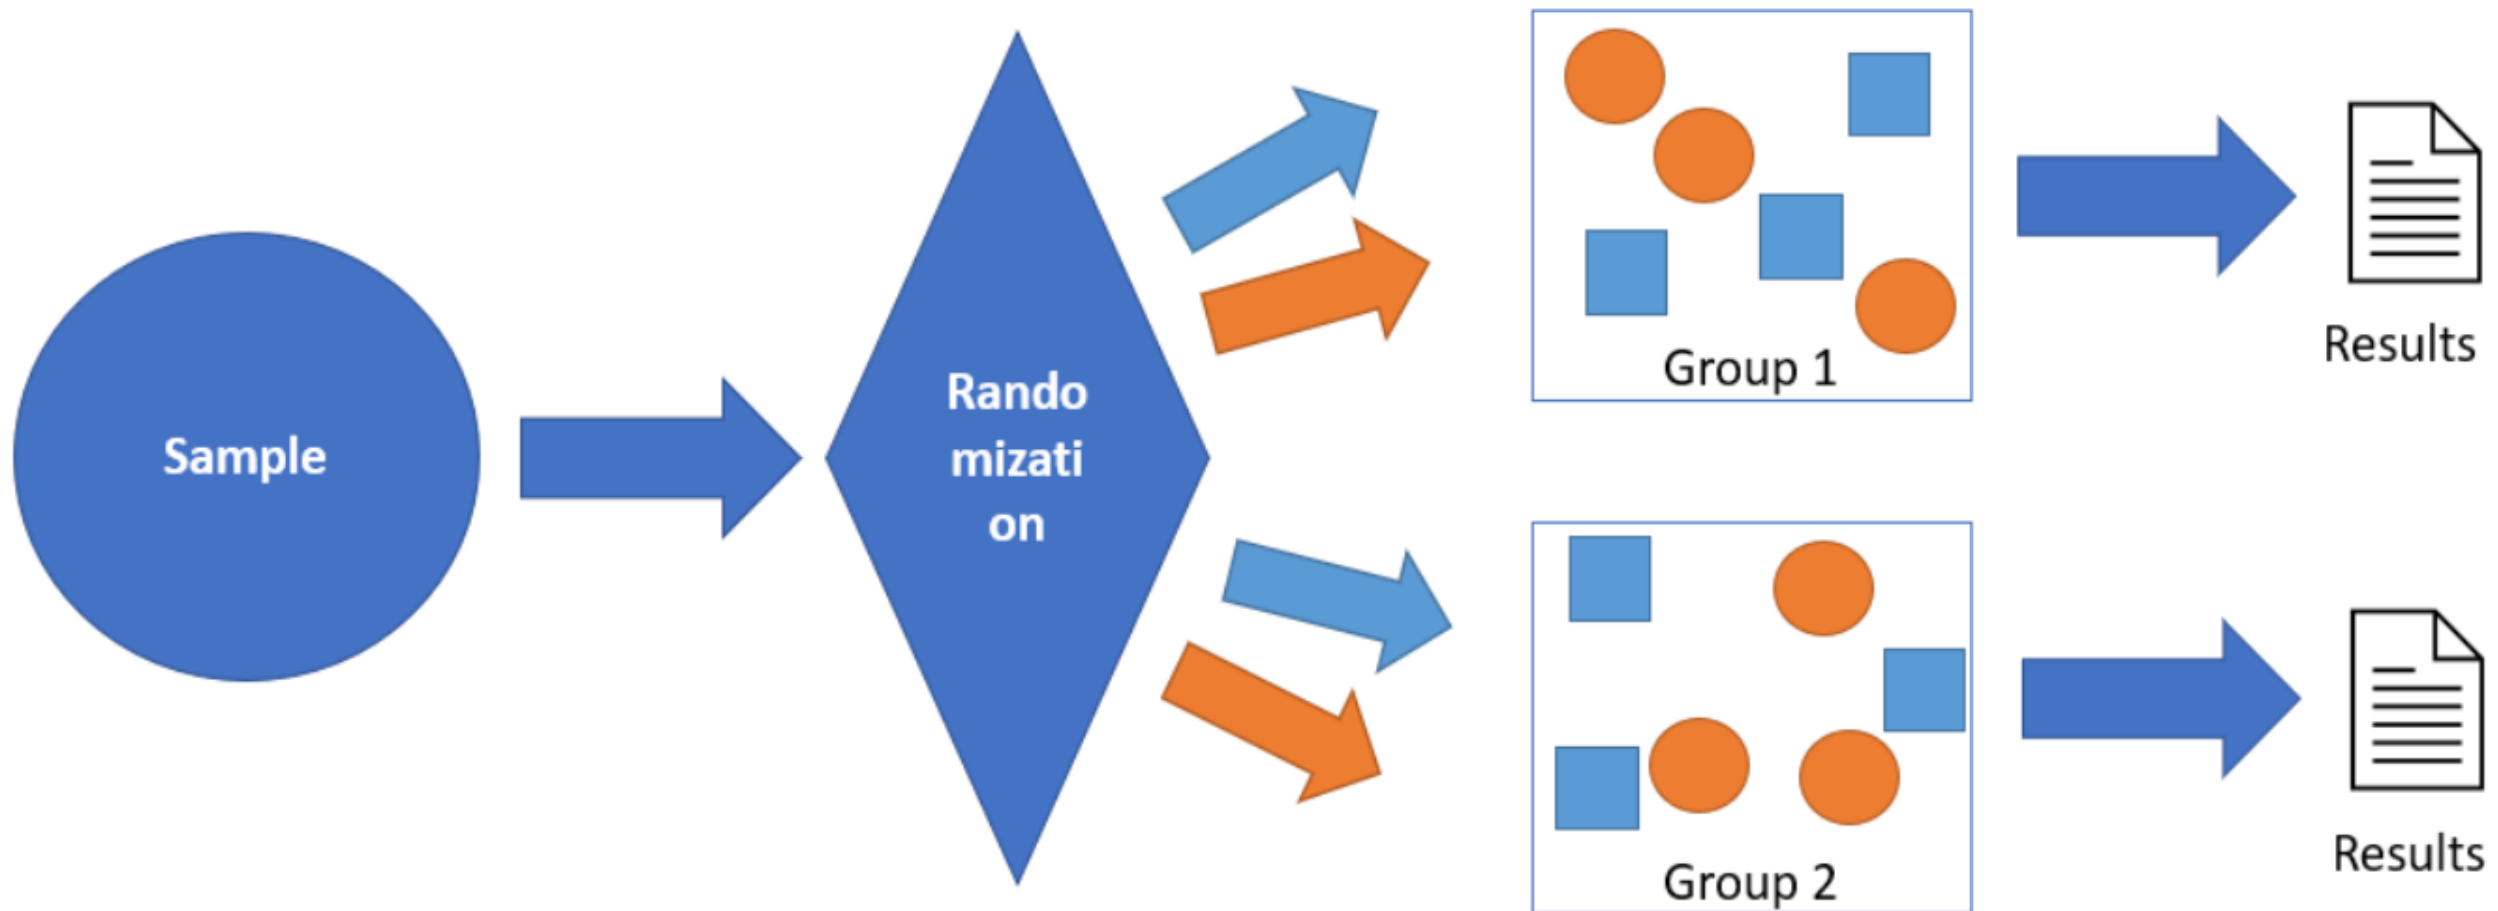 Sample
Rando
mizati
on
Group 1
Results
Group 2
Results